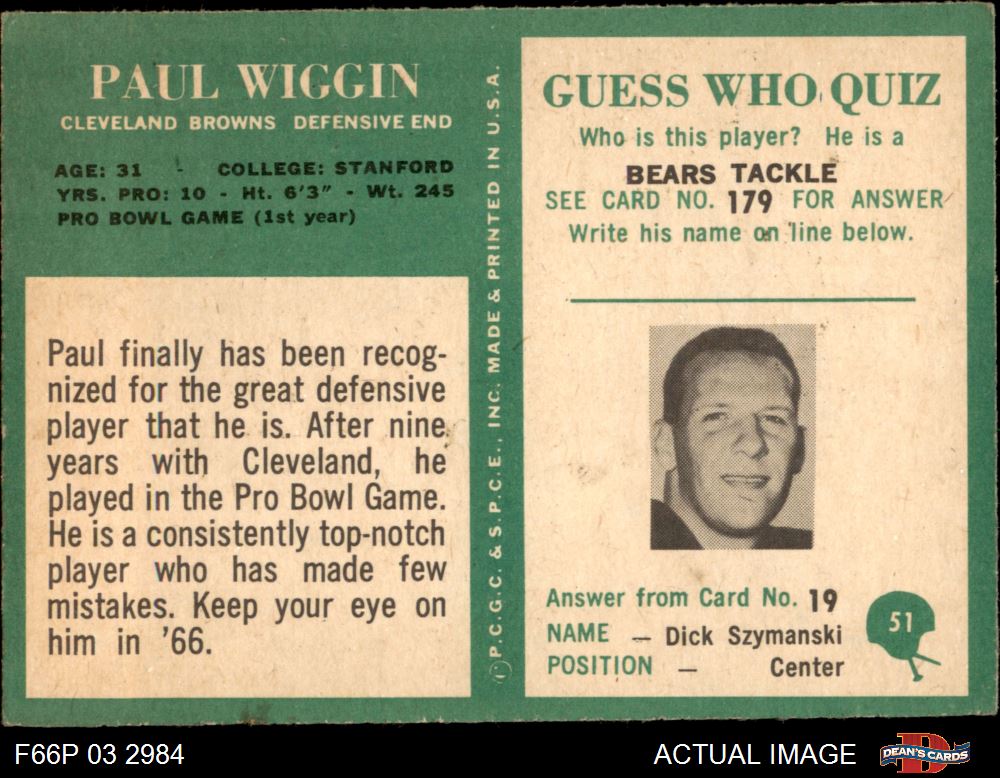 PAUL WIGGIN
CLEVELAND BROWNS DEFENSIVE END
AGE: 31 - COLLEGE: STANFORD
YRS. PRO: 10 - Ht. 6'3" - Wt. 245
PRO BOWL GAME (1st year)
Paul finally has been recog-
nized for the great defensive
player that he is. After nine
years with Cleveland, he
played in the Pro Bowl Game.
He is a consistently top-notch
player who has made few
mistakes. Keep your eye on
him in '66.
P.C.G.C. & S.P.C.E., INC. MADE & PRINTED IN U.S.A.
GUESS WHO QUIZ
Who is this player? He is a
BEARS TACKLE
SEE CARD NO. 179 FOR ANSWER
Write his name on line below.
Answer from Card No. 19
NAME — Dick Szymanski
POSITION — Center
51
F66P 03 2984
ACTUAL IMAGE
DEAN'S CARDS